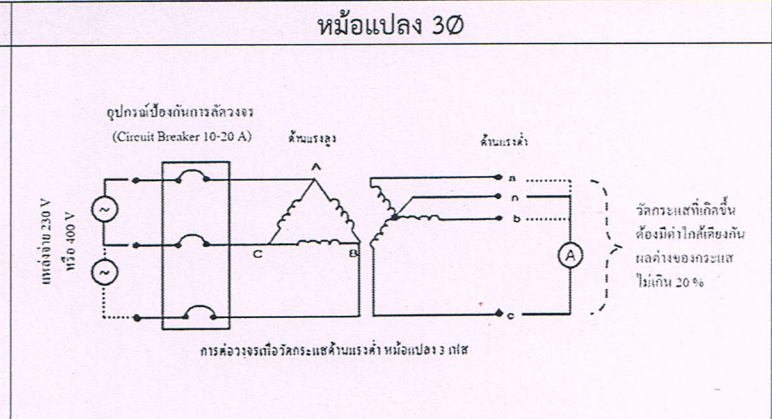 หม้อแปลง 3Ø
อุปกรณ์ป้องกันการลัดวงจร
(Circuit Breaker 10-20 A)
ด้านแรงสูง
ด้านแรงต่ำ
แหล่งจ่าย 230 V
หรือ 400 V
~
~
A
C
B
a
n
b
c
A
วัดกระแสที่เกิดขึ้น
ต้องมีค่าใกล้เคียงกัน
ผลต่างของกระแส
ไม่เกิน 20 %
การต่อวงจรเพื่อวัดกระแสด้านแรงต่ำ หม้อแปลง 3 เฟส